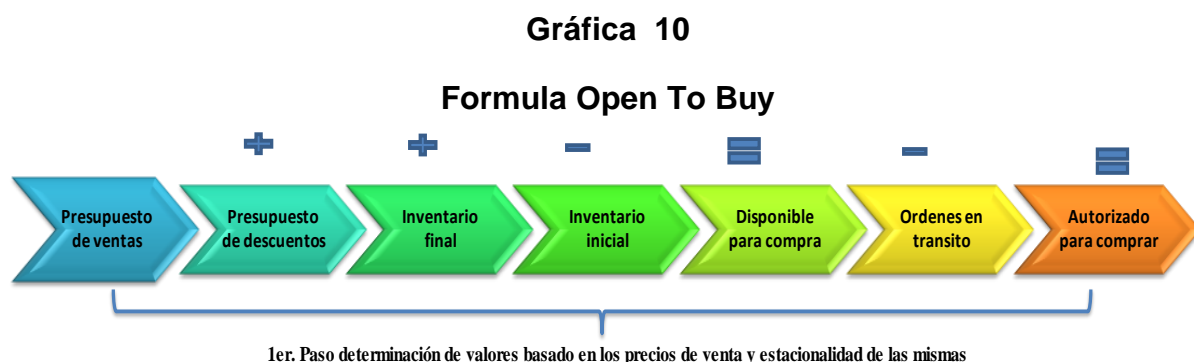 Gráfica 10
Formula Open To Buy
+ + - = - =
Presupuesto
de ventas
Presupuesto
de descuentos
Inventario
final
Inventario
inicial
Disponible
para compra
Ordenes en
transito
Autorizado
para comprar
1er. Paso determinación de valores basado en los precios de venta y estacionalidad de las mismas